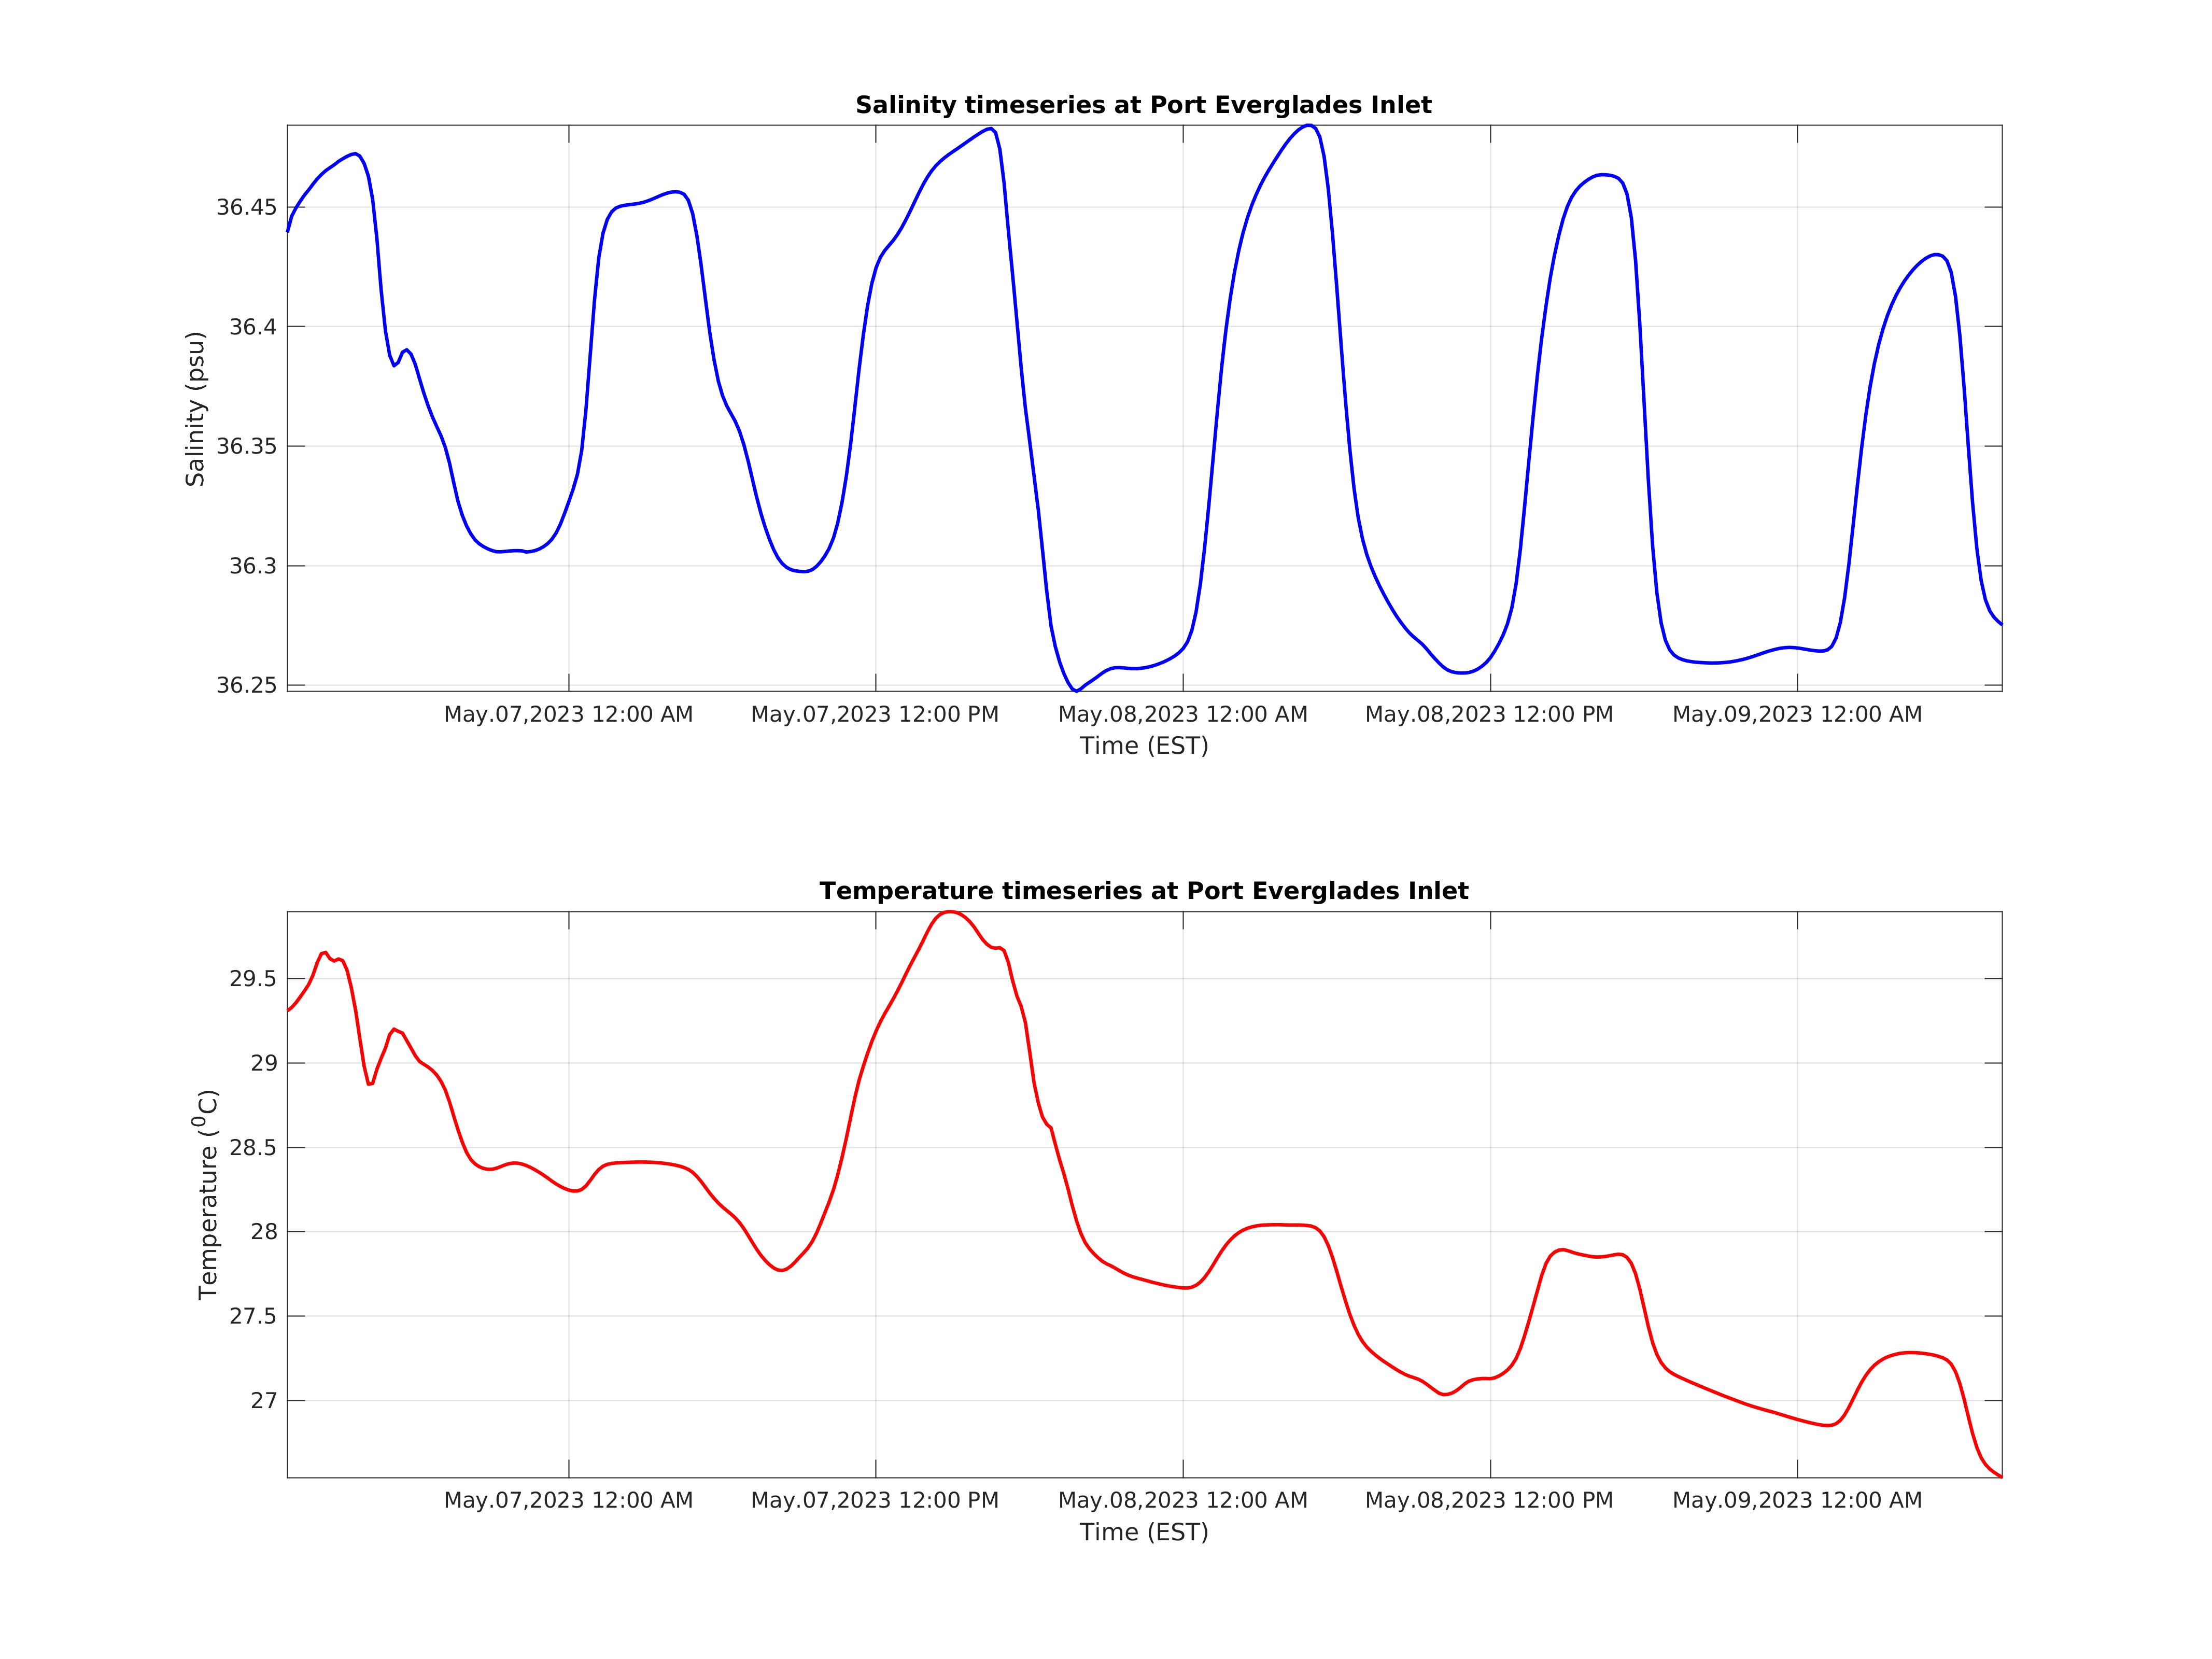 Salinity timeseries at Port Everglades Inlet
36.45
36.4
36.35
36.3
36.25
Salinity (psu)
May.07,2023 12:00 AM May.07,2023 12:00 PM May.08,2023 12:00 AM May.08,2023 12:00 PM May.09,2023 12:00 AM
Time (EST)
Temperature timeseries at Port Everglades Inlet
29.5
29
28.5
28
27.5
27
Temperature (⁰C)
May.07,2023 12:00 AM May.07,2023 12:00 PM May.08,2023 12:00 AM May.08,2023 12:00 PM May.09,2023 12:00 AM
Time (EST)